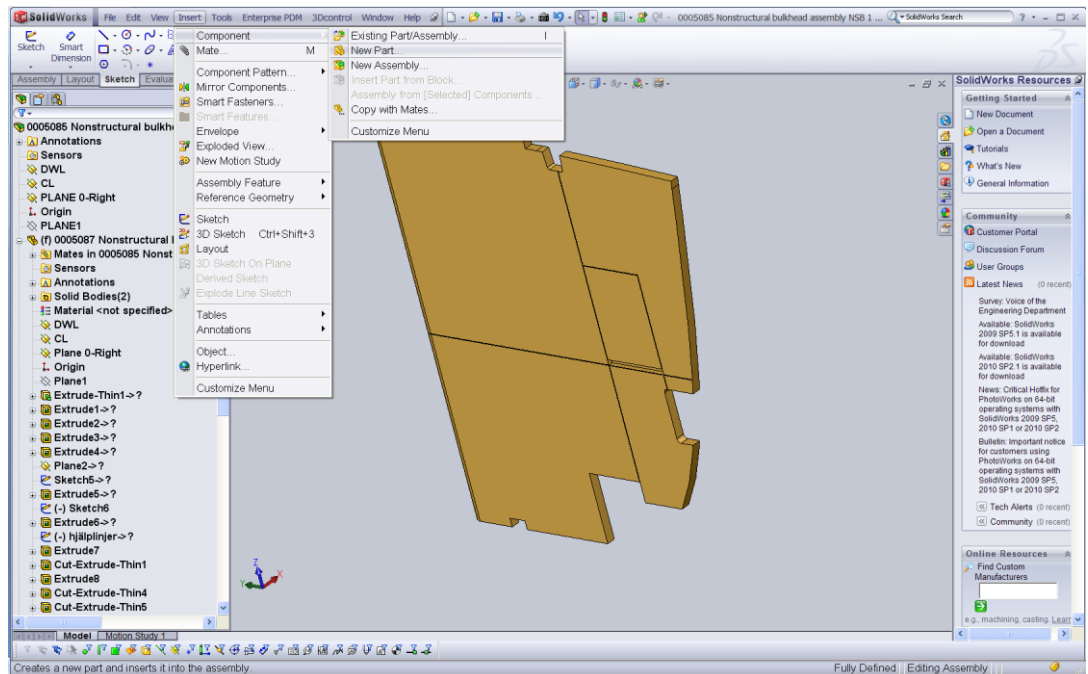 SolidWorks File Edit View Insert Tools Enterprise PDM 3Dcontrol Window Help 0005085 Nonstructural bulkhead assembly NSB 1 ... SolidWorks Search
Sketch Smart Dimension
Assembly Layout Sketch Evalua
0005085 Nonstructural bulkh
Annotations
Sensors
DWL
CL
PLANE 0-Right
Origin
PLANE1
(f) 0005087 Nonstructural I
Mates in 0005085 Nonst
Sensors
Annotations
Solid Bodies(2)
Material <not specified>
DWL
CL
Plane 0-Right
Origin
Plane1
Extrude-Thin1->?
Extrude1->?
Extrude2->?
Extrude3->?
Extrude4->?
Plane2->?
Sketch5->?
Extrude5->?
(-) Sketch6
Extrude6->?
(-) hjälplinjer->?
Extrude7
Cut-Extrude-Thin1
Extrude8
Cut-Extrude-Thin4
Cut-Extrude-Thin5
Component
Mate... M
Component Pattern...
Mirror Components...
Smart Fasteners...
Smart Features...
Envelope
Exploded View...
New Motion Study
Assembly Feature
Reference Geometry
Sketch
3D Sketch Ctrl+Shift+3
Layout
3D Sketch On Plane
Derived Sketch
Explode Line Sketch
Tables
Annotations
Object...
Hyperlink...
Customize Menu
Existing Part/Assembly... I
New Part...
New Assembly...
Insert Part from Block...
Assembly from [Selected] Components...
Copy with Mates...
Customize Menu
Z
X
Y
SolidWorks Resources
Getting Started
New Document
Open a Document
Tutorials
What's New
General Information
Community
Customer Portal
Discussion Forum
User Groups
Latest News (0 recent)
Survey: Voice of the
Engineering Department
Available: SolidWorks
2009 SP5.1 is available
for download
Available: SolidWorks
2010 SP2.1 is available
for download
News: Critical Hotfix for
PhotoWorks on 64-bit
operating systems with
SolidWorks 2009 SP5,
2010 SP1 or 2010 SP2
Bulletin: Important notice
for customers using
PhotoWorks on 64-bit
operating systems with
SolidWorks 2009 SP5,
2010 SP1 or 2010 SP2
Tech Alerts (0 recent)
Community (0 recent)
Online Resources
Find Custom
Manufacturers
e.g., machining, casting. Learn
Model Motion Study 1
Creates a new part and inserts it into the assembly. Fully Defined Editing Assembly